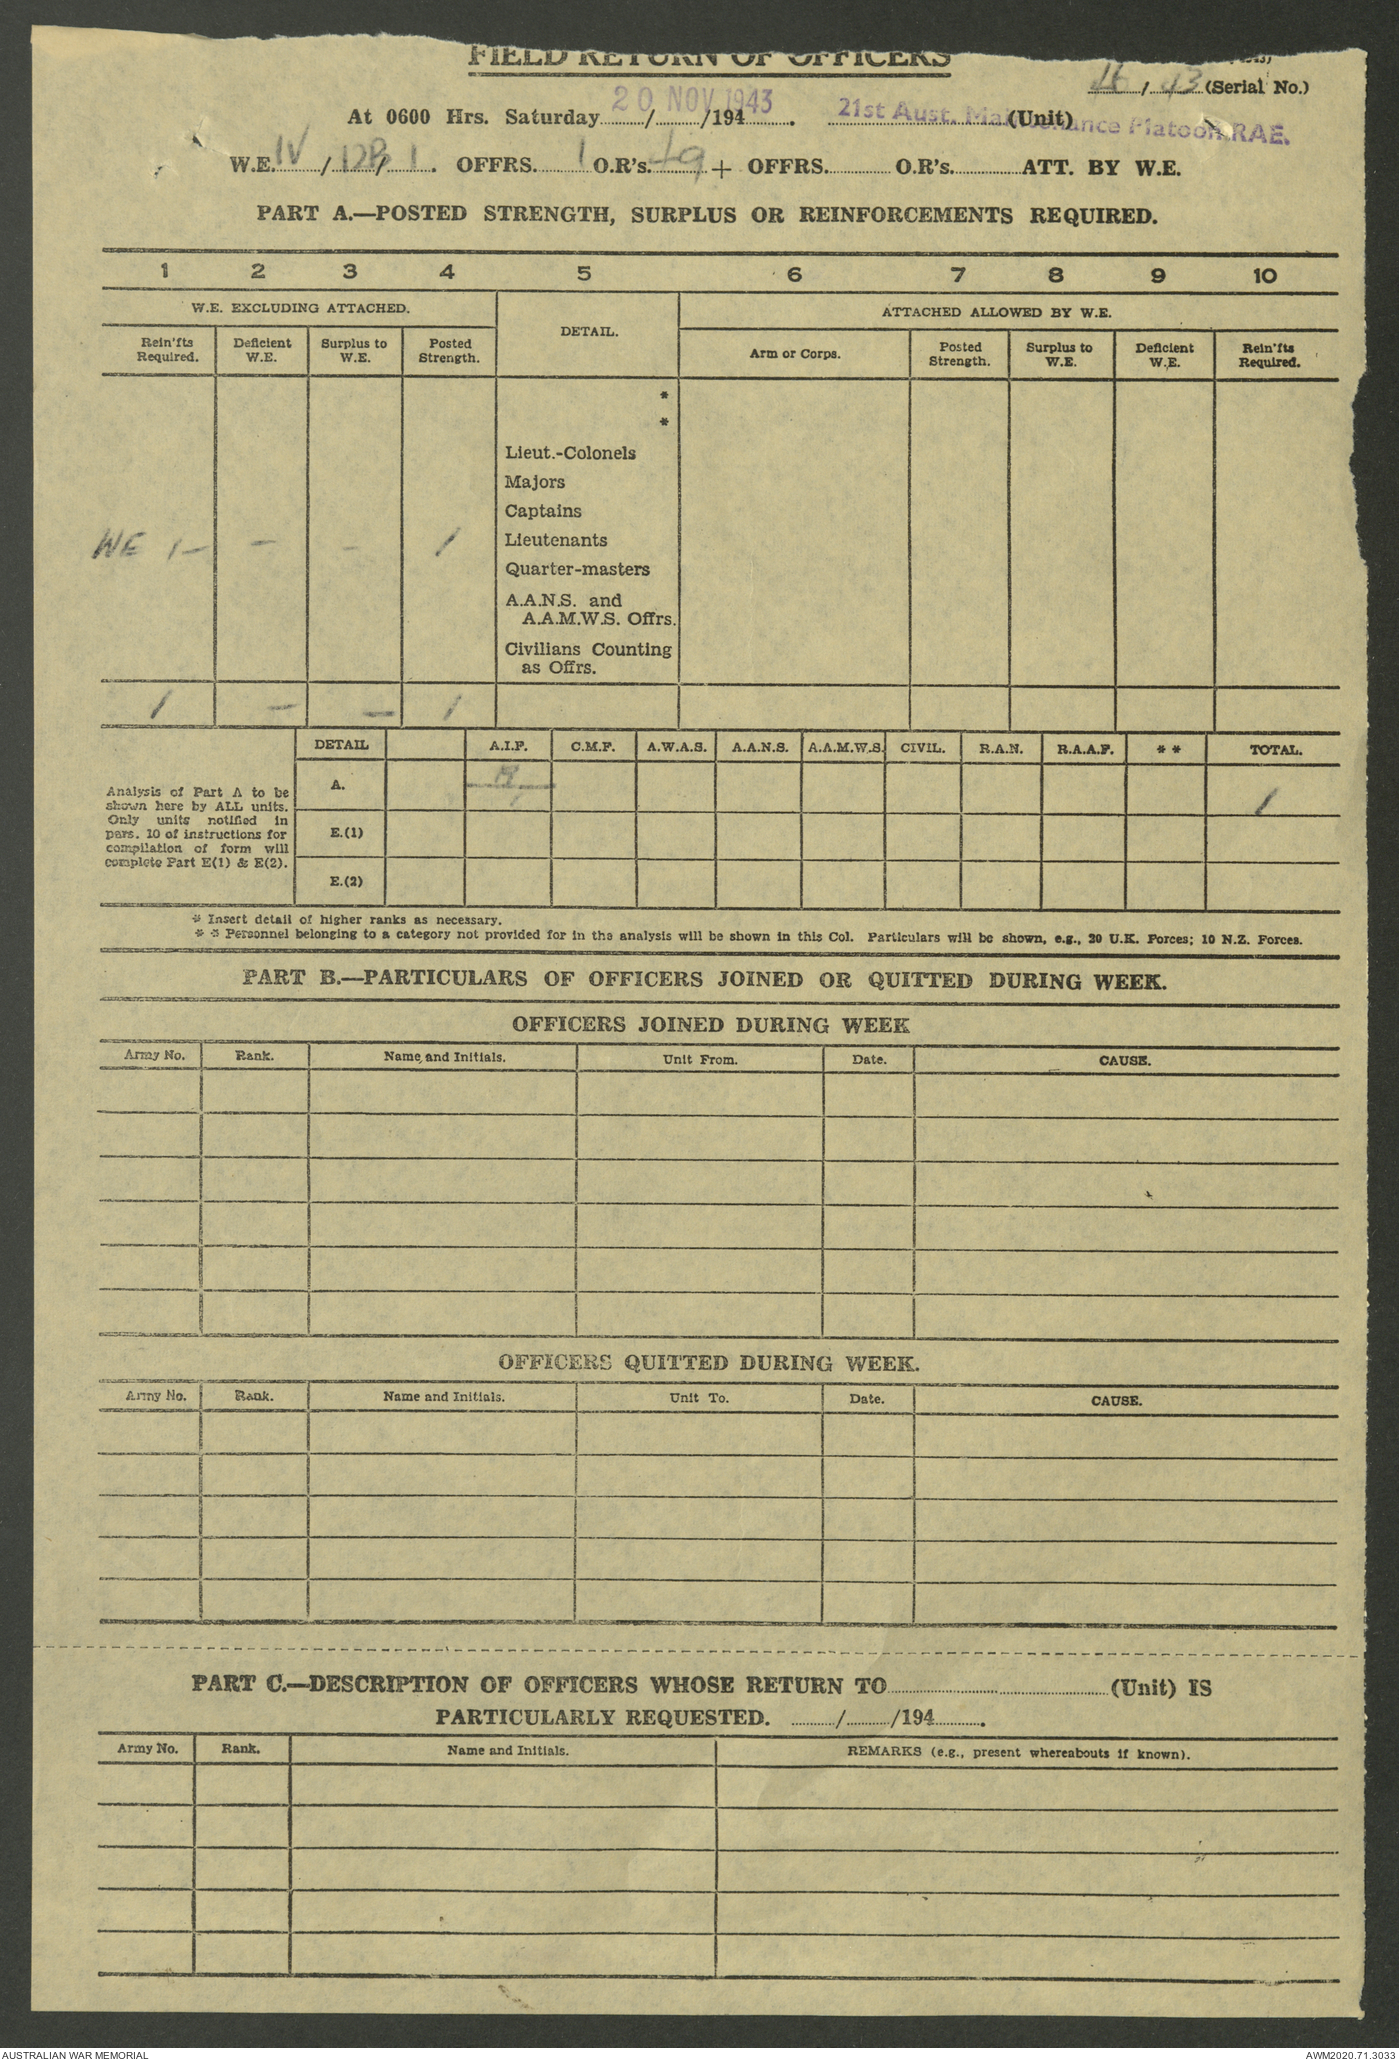 FIELD RETURN OF OFFICERS
/ 43 (Serial No.)
At 0600 Hrs. Saturday 20 NOV 1943 /194 . 21st Aust. Maintenance Platoon RAE. (Unit)
W.E. IV / 12B / 1 . OFFRS. 1 O.R's. 49 + OFFRS. O.R's. ATT. BY W.E.
PART A.—POSTED STRENGTH, SURPLUS OR REINFORCEMENTS REQUIRED.
1 2 3 4 5 6 7 8 9 10
W.E. EXCLUDING ATTACHED. DETAIL. ATTACHED ALLOWED BY W.E.
Rein'fts Required. Deficient W.E. Surplus to W.E. Posted Strength. Arm or Corps. Posted Strength. Surplus to W.E. Deficient W.E. Rein'fts Required.
*
*
Lieut.-Colonels
Majors
Captains
WE 1 – – – 1 Lieutenants
Quarter-masters
A.A.N.S. and
A.A.M.W.S. Offrs.
Civilians Counting
as Offrs.
1 – – 1
DETAIL A.I.F. C.M.F. A.W.A.S. A.A.N.S. A.A.M.W.S. CIVIL. R.A.N. R.A.A.F. * * TOTAL.
Analysis of Part A to be
shown here by ALL units.
Only units notified in
pars. 10 of instructions for
compilation of form will
complete Part E(1) & E(2).
A. 1
E.(1)
E.(2)
* Insert detail of higher ranks as necessary.
* * Personnel belonging to a category not provided for in the analysis will be shown in this Col. Particulars will be shown, e.g., 20 U.K. Forces; 10 N.Z. Forces.
PART B.—PARTICULARS OF OFFICERS JOINED OR QUITTED DURING WEEK.
OFFICERS JOINED DURING WEEK
Army No. Rank. Name and Initials. Unit From. Date. CAUSE.
OFFICERS QUITTED DURING WEEK.
Army No. Rank. Name and Initials. Unit To. Date. CAUSE.
PART C.—DESCRIPTION OF OFFICERS WHOSE RETURN TO (Unit) IS
PARTICULARLY REQUESTED. / /194 .
Army No. Rank. Name and Initials. REMARKS (e.g., present whereabouts if known).
AUSTRALIAN WAR MEMORIAL AWM2020.71.3033